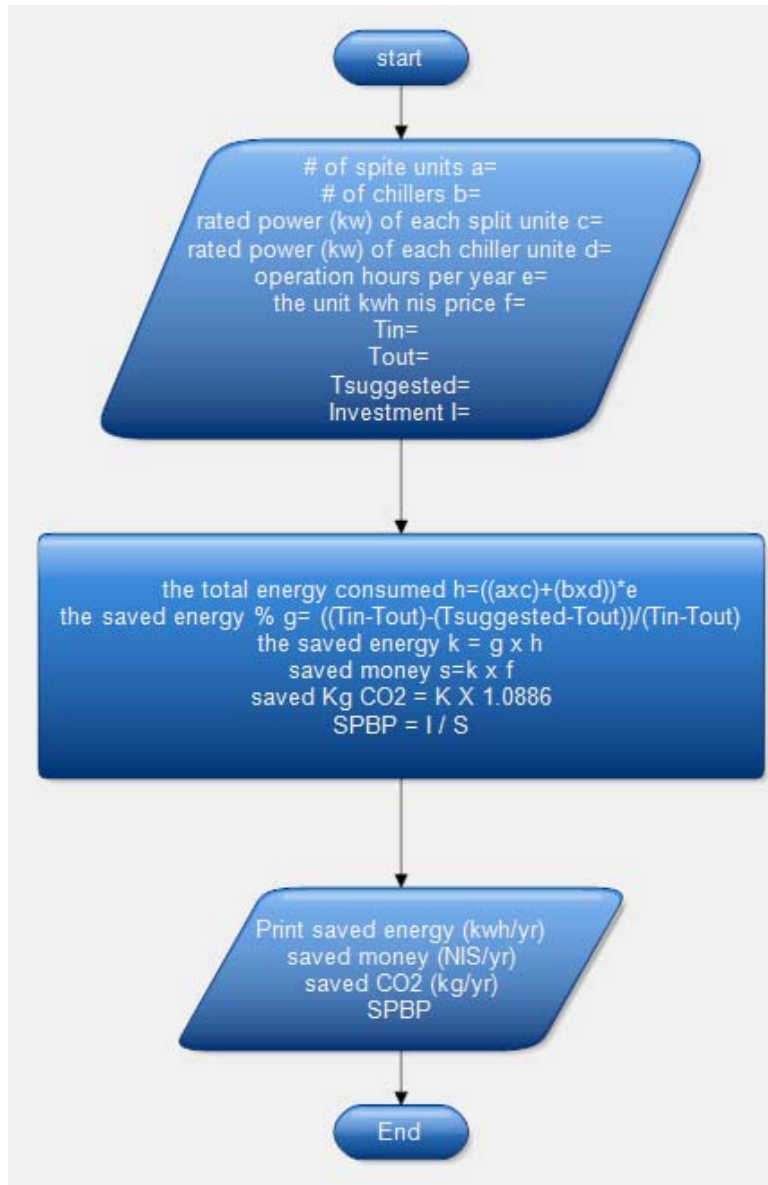 start
# of spite units a=
# of chillers b=
rated power (kw) of each split unite c=
rated power (kw) of each chiller unite d=
operation hours per year e=
the unit kwh nis price f=
Tin=
Tout=
Tsuggested=
Investment I=
the total energy consumed h=((axc)+(bxd))*e
the saved energy % g= ((Tin-Tout)-(Tsuggested-Tout))/(Tin-Tout)
the saved energy k = g x h
saved money s=k x f
saved Kg CO2 = K X 1.0886
SPBP = I / S
Print saved energy (kwh/yr)
saved money (NIS/yr)
saved CO2 (kg/yr)
SPBP
End